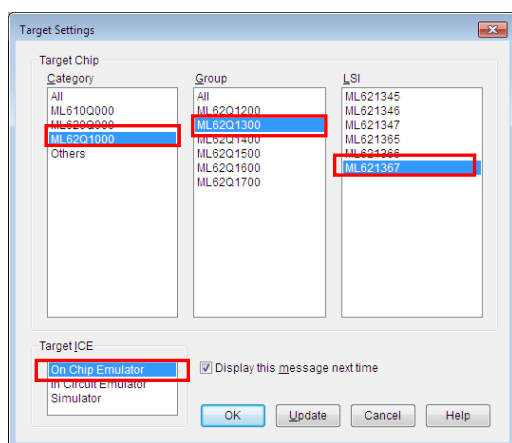 Target Settings
Target Chip
Category
All
ML610Q000
ML620Q000
ML62Q1000
Others
Group
All
ML62Q1200
ML62Q1300
ML62Q1400
ML62Q1500
ML62Q1600
ML62Q1700
LSI
ML621345
ML621346
ML621347
ML621365
ML621366
ML621367
Target ICE
On Chip Emulator
In Circuit Emulator
Simulator
Display this message next time
OK
Update
Cancel
Help